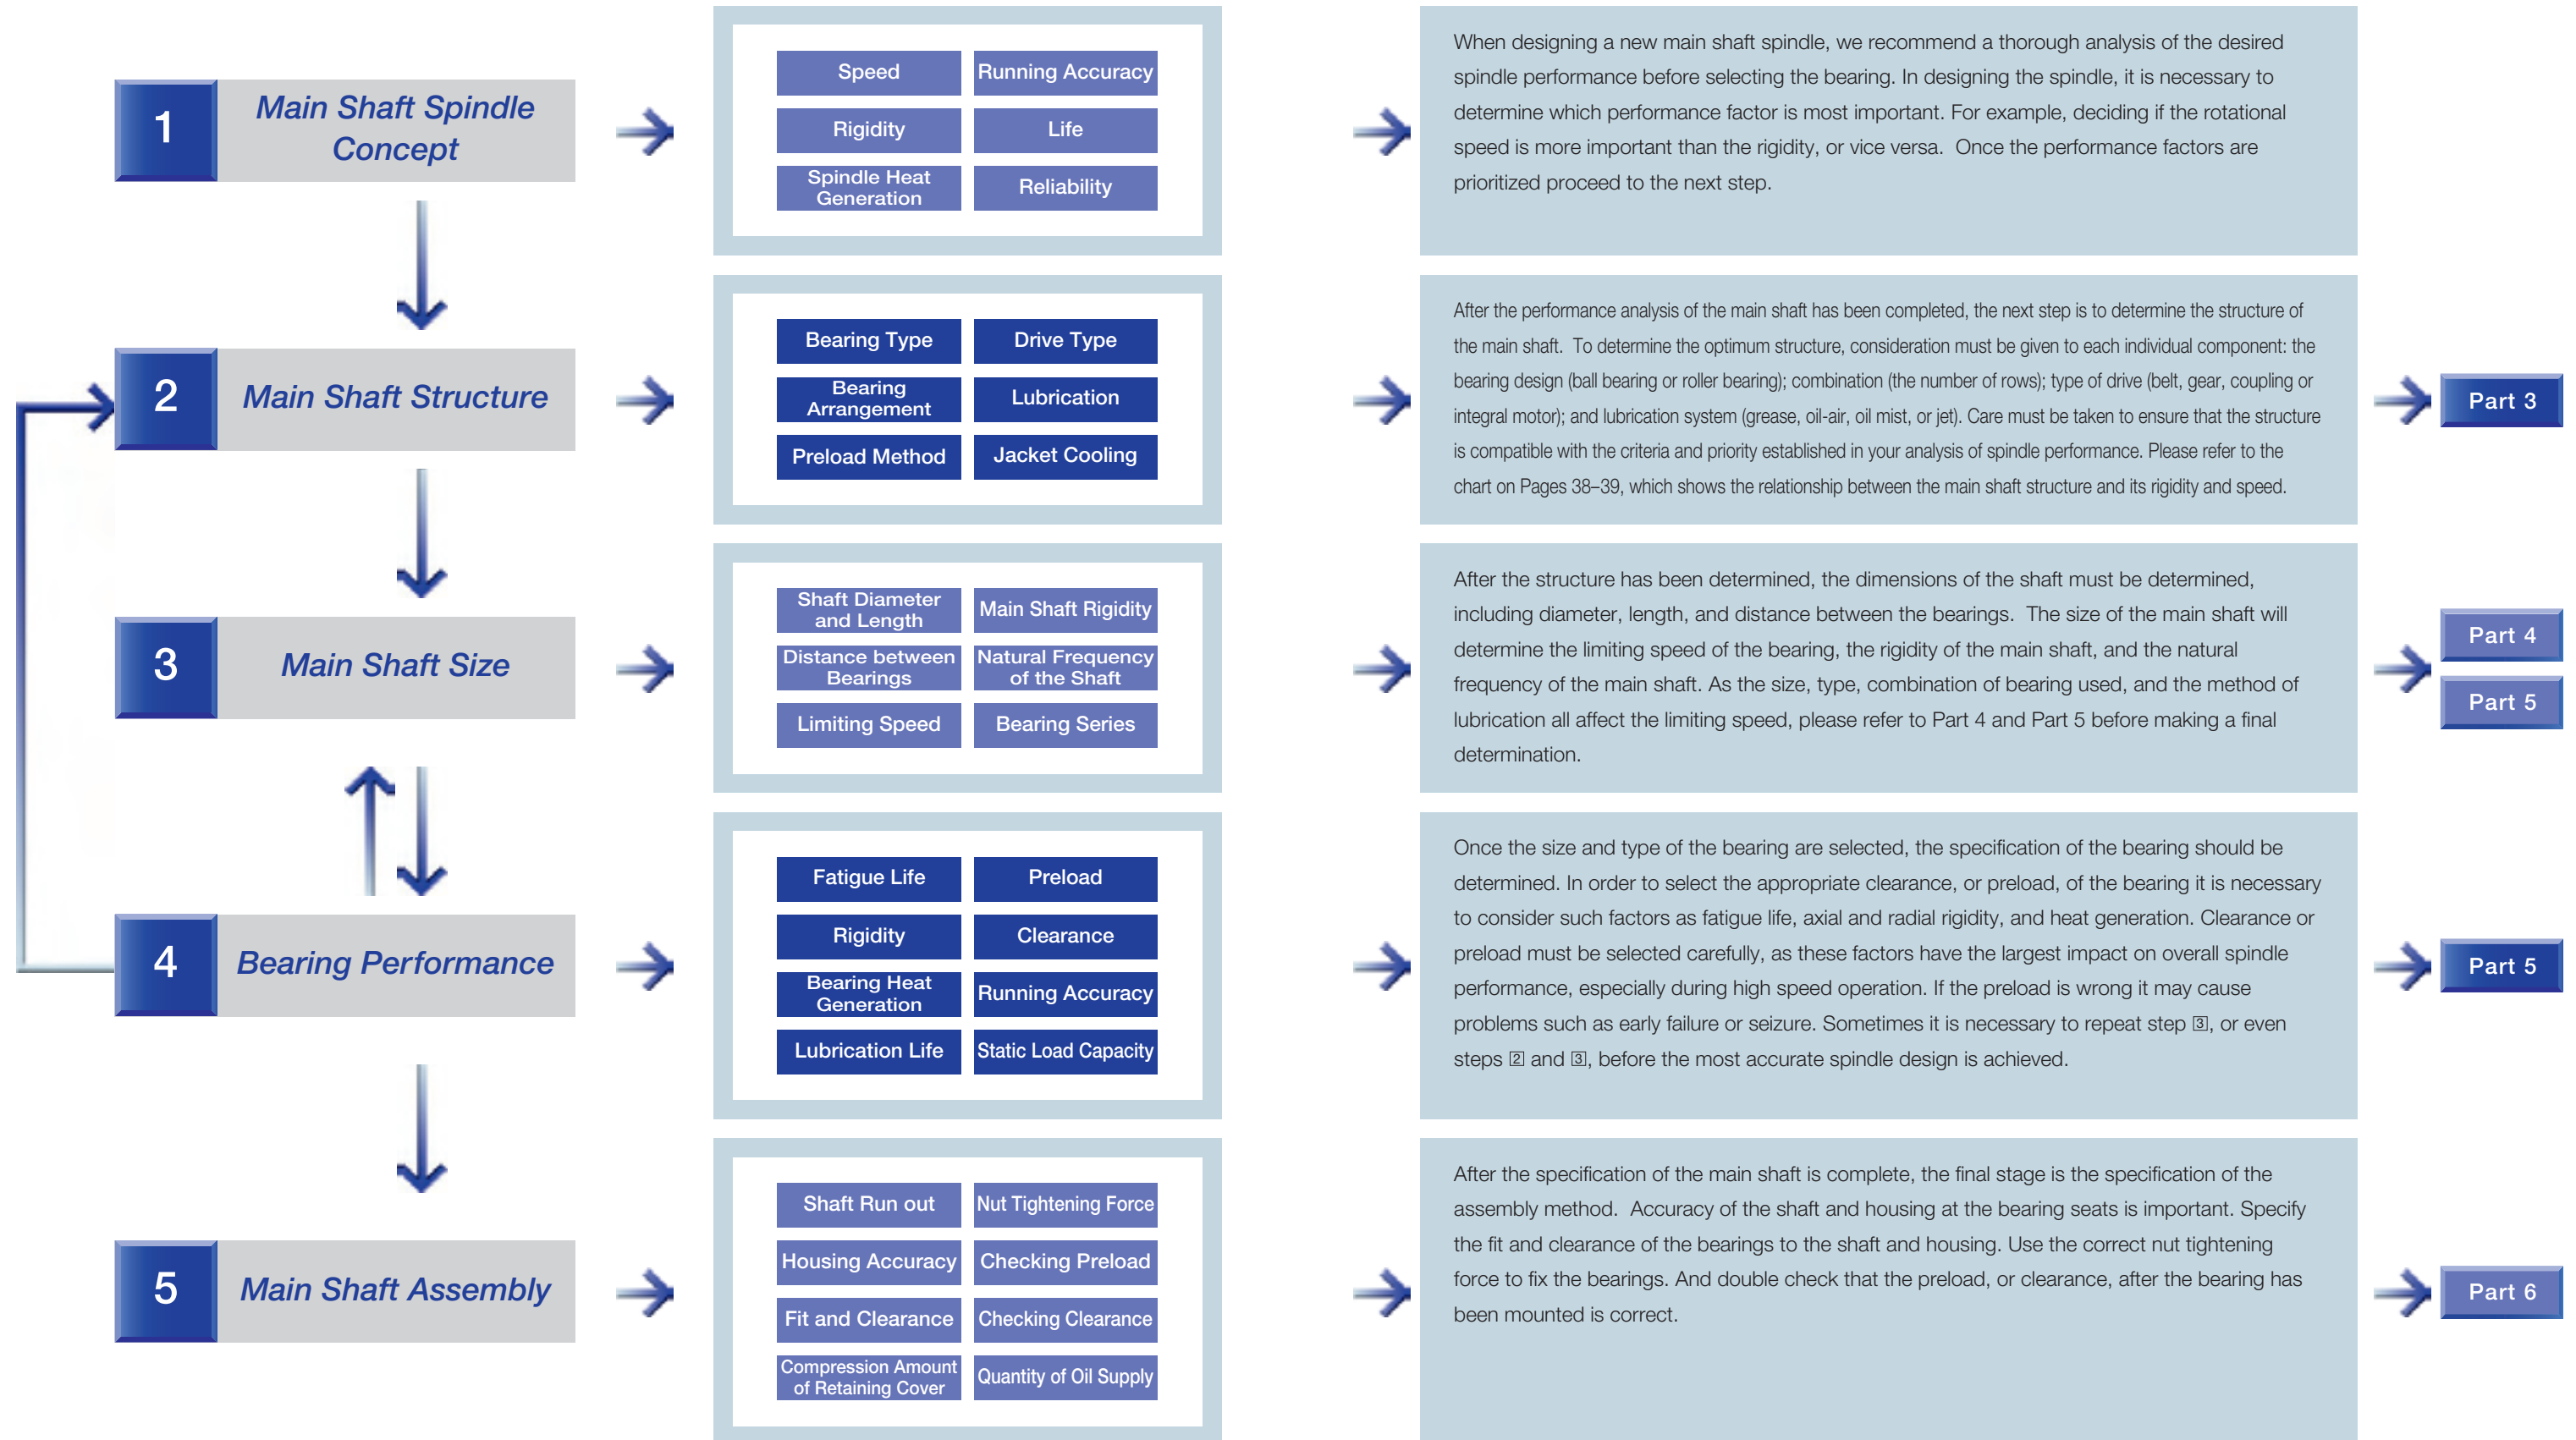 1
Main Shaft Spindle
Concept
Speed
Running Accuracy
Rigidity
Life
Spindle Heat
Generation
Reliability
When designing a new main shaft spindle, we recommend a thorough analysis of the desired
spindle performance before selecting the bearing. In designing the spindle, it is necessary to
determine which performance factor is most important. For example, deciding if the rotational
speed is more important than the rigidity, or vice versa.  Once the performance factors are
prioritized proceed to the next step.
2
Main Shaft Structure
Bearing Type
Drive Type
Bearing
Arrangement
Lubrication
Preload Method
Jacket Cooling
After the performance analysis of the main shaft has been completed, the next step is to determine the structure of
the main shaft.  To determine the optimum structure, consideration must be given to each individual component: the
bearing design (ball bearing or roller bearing); combination (the number of rows); type of drive (belt, gear, coupling or
integral motor); and lubrication system (grease, oil-air, oil mist, or jet). Care must be taken to ensure that the structure
is compatible with the criteria and priority established in your analysis of spindle performance. Please refer to the
chart on Pages 38–39, which shows the relationship between the main shaft structure and its rigidity and speed.
Part 3
3
Main Shaft Size
Shaft Diameter
and Length
Main Shaft Rigidity
Distance between
Bearings
Natural Frequency
of the Shaft
Limiting Speed
Bearing Series
After the structure has been determined, the dimensions of the shaft must be determined,
including diameter, length, and distance between the bearings.  The size of the main shaft will
determine the limiting speed of the bearing, the rigidity of the main shaft, and the natural
frequency of the main shaft. As the size, type, combination of bearing used, and the method of
lubrication all affect the limiting speed, please refer to Part 4 and Part 5 before making a final
determination.
Part 4
Part 5
4
Bearing Performance
Fatigue Life
Preload
Rigidity
Clearance
Bearing Heat
Generation
Running Accuracy
Lubrication Life
Static Load Capacity
Once the size and type of the bearing are selected, the specification of the bearing should be
determined. In order to select the appropriate clearance, or preload, of the bearing it is necessary
to consider such factors as fatigue life, axial and radial rigidity, and heat generation. Clearance or
preload must be selected carefully, as these factors have the largest impact on overall spindle
performance, especially during high speed operation. If the preload is wrong it may cause
problems such as early failure or seizure. Sometimes it is necessary to repeat step 3, or even
steps 2 and 3, before the most accurate spindle design is achieved.
Part 5
5
Main Shaft Assembly
Shaft Run out
Nut Tightening Force
Housing Accuracy
Checking Preload
Fit and Clearance
Checking Clearance
Compression Amount
of Retaining Cover
Quantity of Oil Supply
After the specification of the main shaft is complete, the final stage is the specification of the
assembly method.  Accuracy of the shaft and housing at the bearing seats is important. Specify
the fit and clearance of the bearings to the shaft and housing. Use the correct nut tightening
force to fix the bearings. And double check that the preload, or clearance, after the bearing has
been mounted is correct.
Part 6